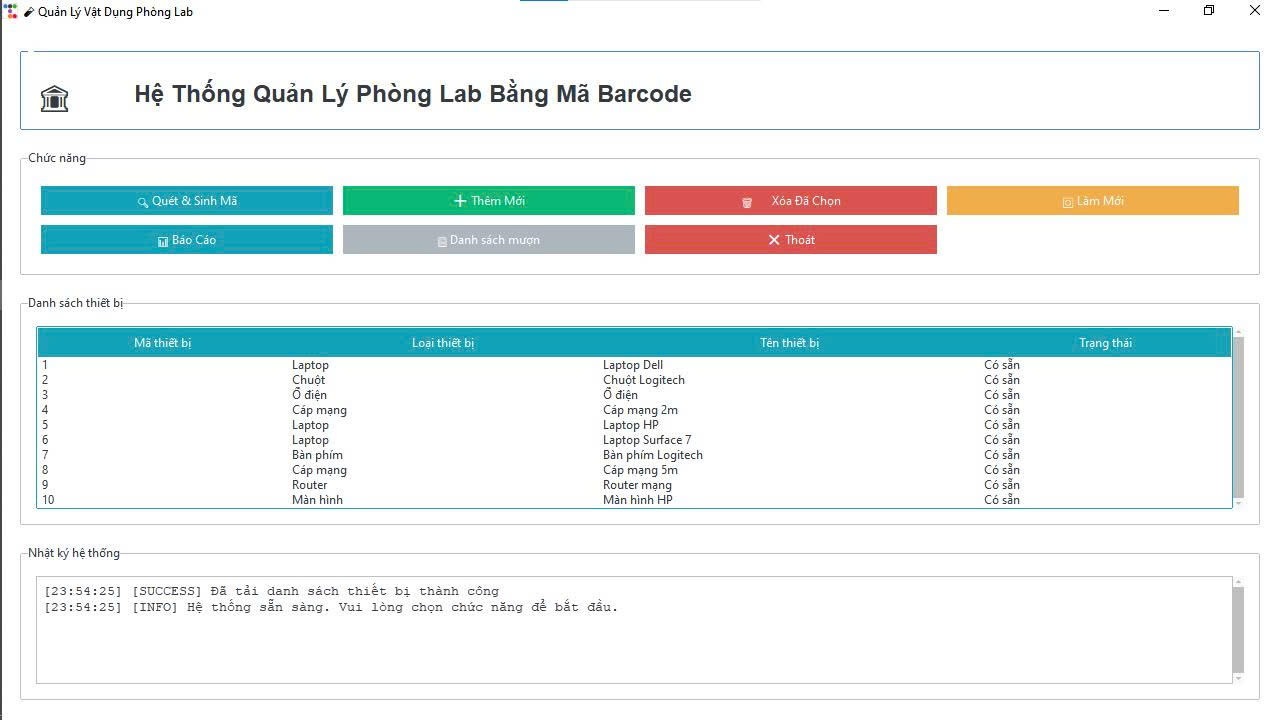 Quản Lý Vật Dụng Phòng Lab
Hệ Thống Quản Lý Phòng Lab Bằng Mã Barcode
Chức năng
Quét & Sinh Mã Thêm Mới Xóa Đã Chọn Làm Mới
Báo Cáo Danh sách mượn Thoát
Danh sách thiết bị
Mã thiết bị Loại thiết bị Tên thiết bị Trạng thái
1 Laptop Laptop Dell Có sẵn
2 Chuột Chuột Logitech Có sẵn
3 Ổ điện Ổ điện Có sẵn
4 Cáp mạng Cáp mạng 2m Có sẵn
5 Laptop Laptop HP Có sẵn
6 Laptop Laptop Surface 7 Có sẵn
7 Bàn phím Bàn phím Logitech Có sẵn
8 Cáp mạng Cáp mạng 5m Có sẵn
9 Router Router mạng Có sẵn
10 Màn hình Màn hình HP Có sẵn
Nhật ký hệ thống
[23:54:25] [SUCCESS] Đã tải danh sách thiết bị thành công
[23:54:25] [INFO] Hệ thống sẵn sàng. Vui lòng chọn chức năng để bắt đầu.